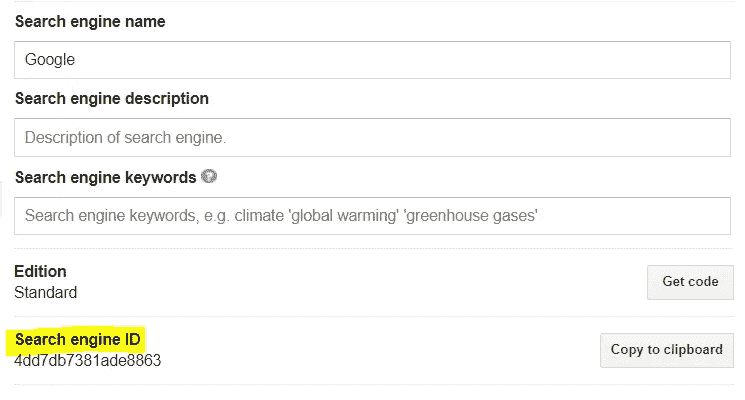 Search engine name
Google
Search engine description
Description of search engine.
Search engine keywords
Search engine keywords, e.g. climate 'global warming' 'greenhouse gases'
Edition
Standard
Get code
Search engine ID
4dd7db7381ade8863
Copy to clipboard